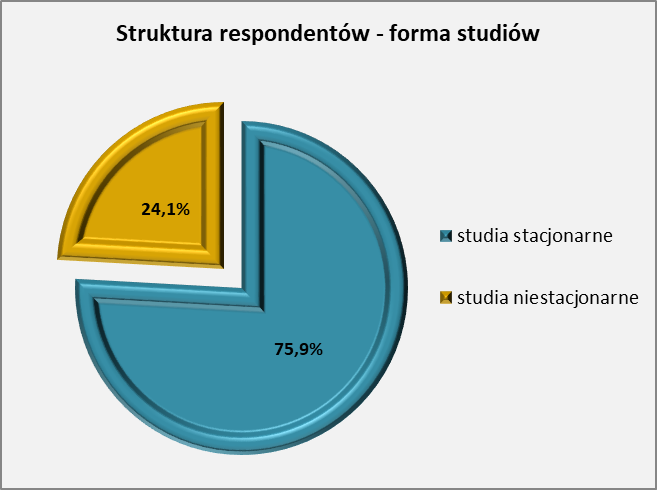 Struktura respondentów - forma studiów
24,1%
studia stacjonarne
studia niestacjonarne
75,9%